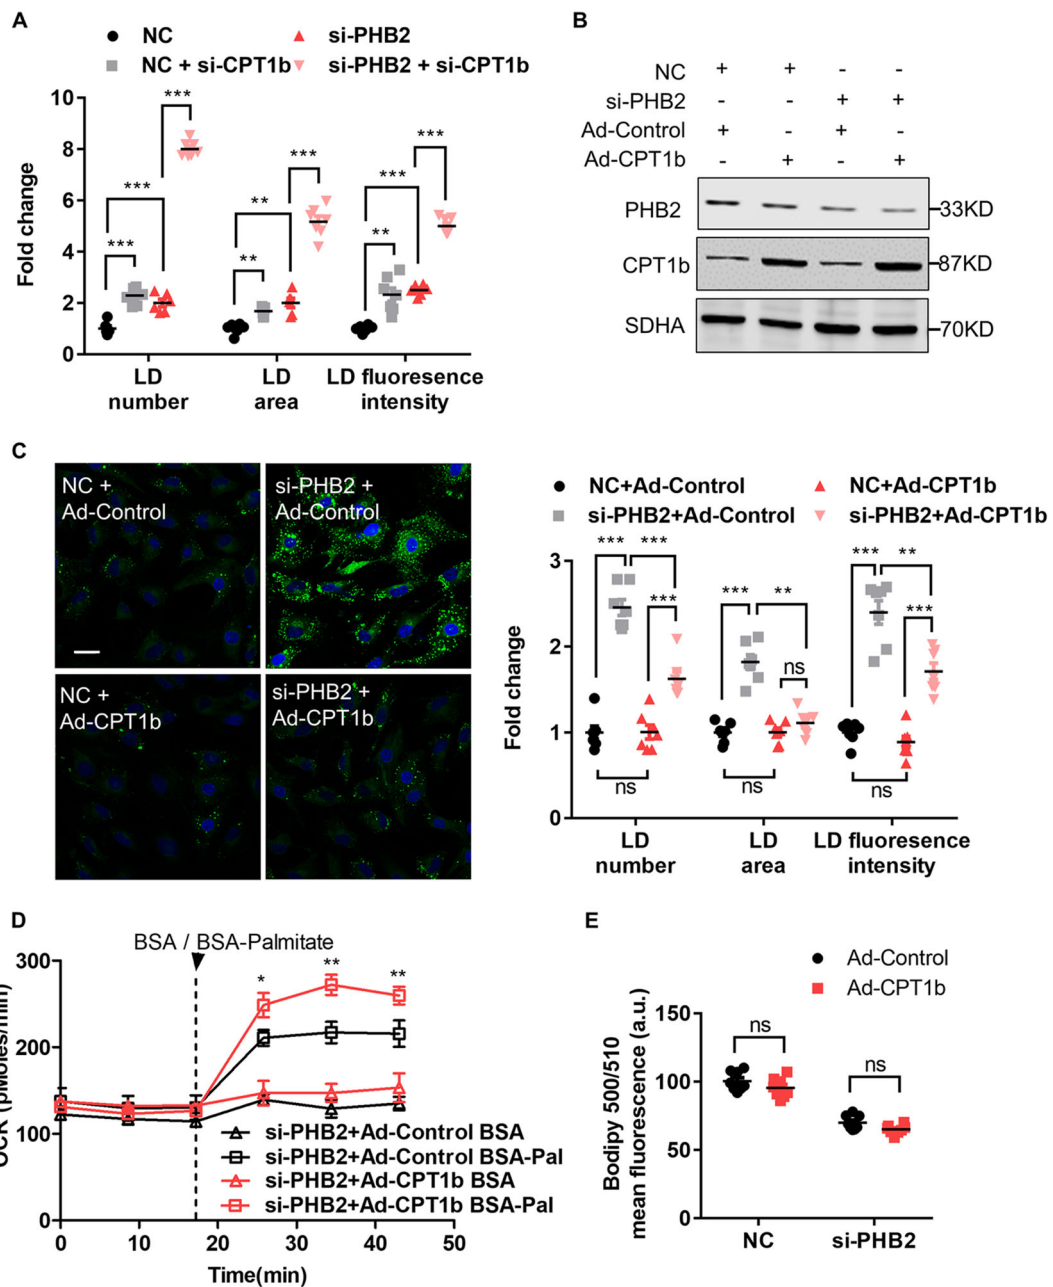 A
NC
si-PHB2
NC + si-CPT1b
si-PHB2 + si-CPT1b
Fold change
10
8
6
4
2
0
***
***
***
**
**
***
**
***
***
LD number
LD area
LD fluoresence intensity
B
NC + + - -
si-PHB2 - - + +
Ad-Control + - + -
Ad-CPT1b - + - +
PHB2
33KD
CPT1b
87KD
SDHA
70KD
C
NC +
Ad-Control
si-PHB2 +
Ad-Control
NC +
Ad-CPT1b
si-PHB2 +
Ad-CPT1b
NC+Ad-Control
NC+Ad-CPT1b
si-PHB2+Ad-Control
si-PHB2+Ad-CPT1b
Fold change
3
2
1
0
***
***
***
ns
***
**
ns
ns
***
**
***
ns
LD number
LD area
LD fluoresence intensity
D
BSA / BSA-Palmitate
OCR (pMoles/min)
300
200
100
0
*
**
**
si-PHB2+Ad-Control BSA
si-PHB2+Ad-Control BSA-Pal
si-PHB2+Ad-CPT1b BSA
si-PHB2+Ad-CPT1b BSA-Pal
0 10 20 30 40 50
Time(min)
E
Ad-Control
Ad-CPT1b
Bodipy 500/510
mean fluorescence (a.u.)
150
100
50
0
ns
ns
NC
si-PHB2